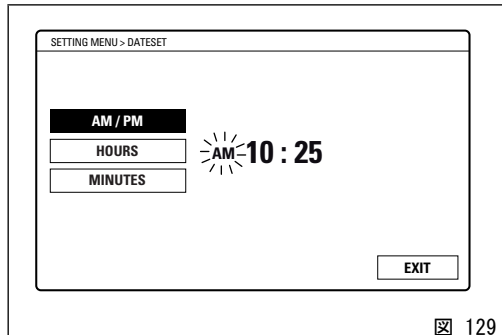 SETTING MENU > DATESET
AM / PM
HOURS
AM 10 : 25
MINUTES
EXIT
図 129